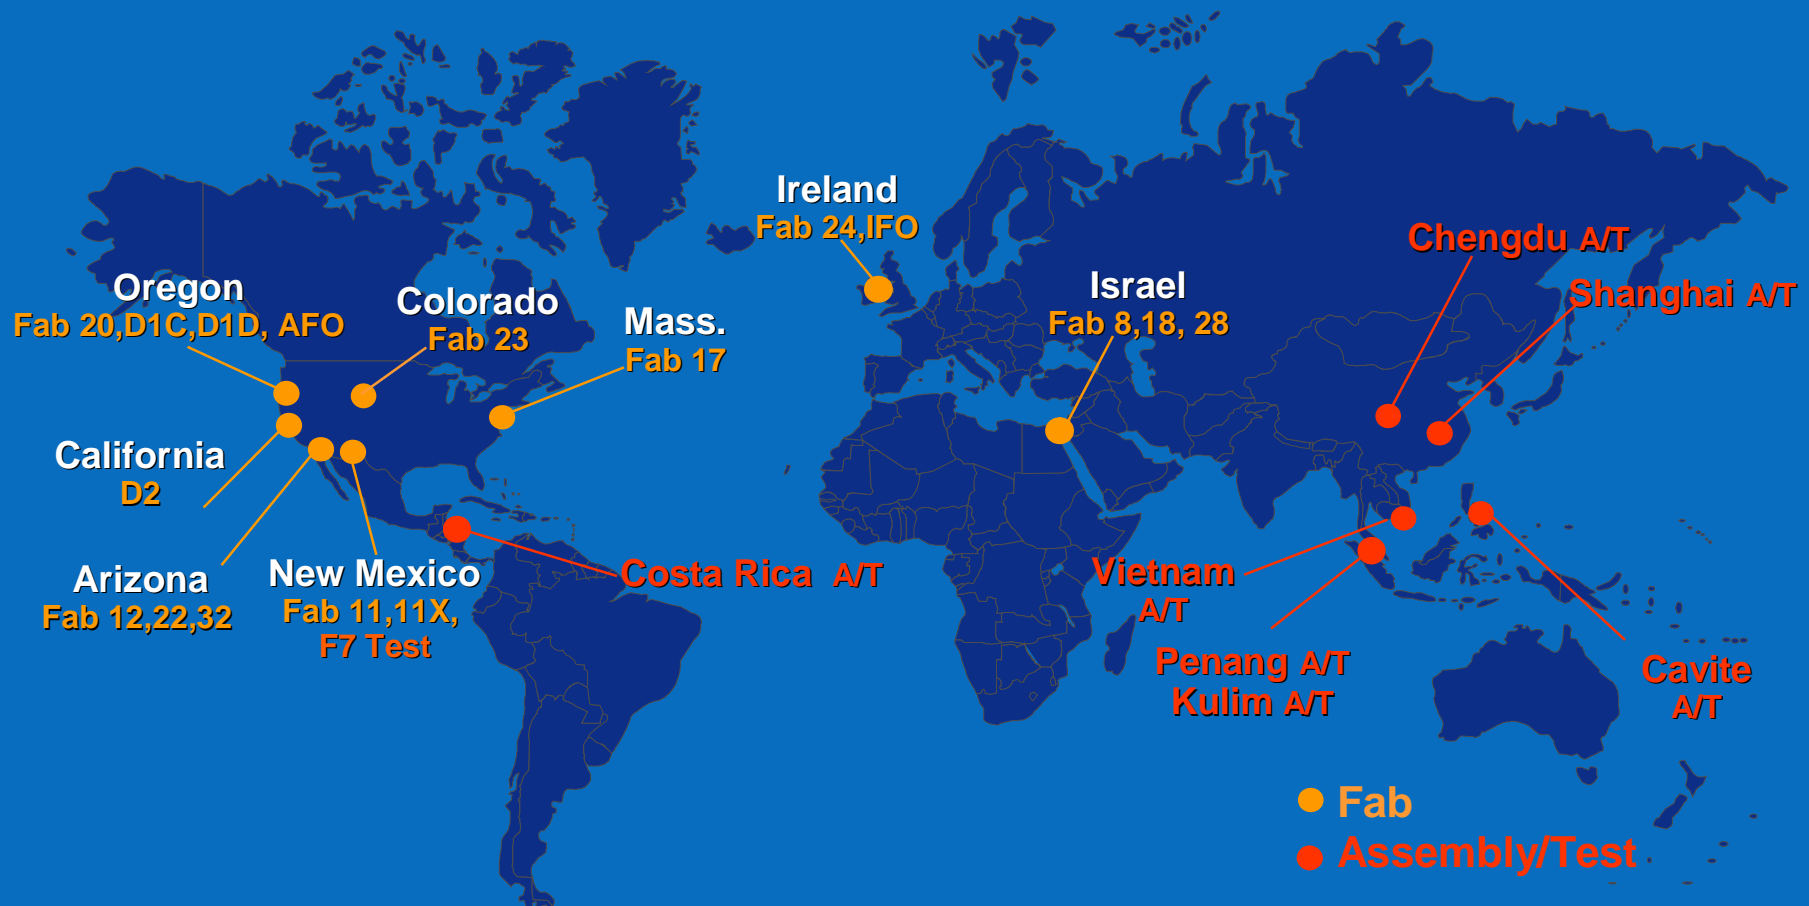 Ireland
Fab 24,IFO
Chengdu A/T
Oregon
Fab 20,D1C,D1D, AFO
Colorado
Fab 23
Mass.
Fab 17
Israel
Fab 8,18, 28
Shanghai A/T
California
D2
Arizona
Fab 12,22,32
New Mexico
Fab 11,11X,
F7 Test
Costa Rica A/T
Vietnam
A/T
Penang A/T
Kulim A/T
Cavite
A/T
Fab
Assembly/Test